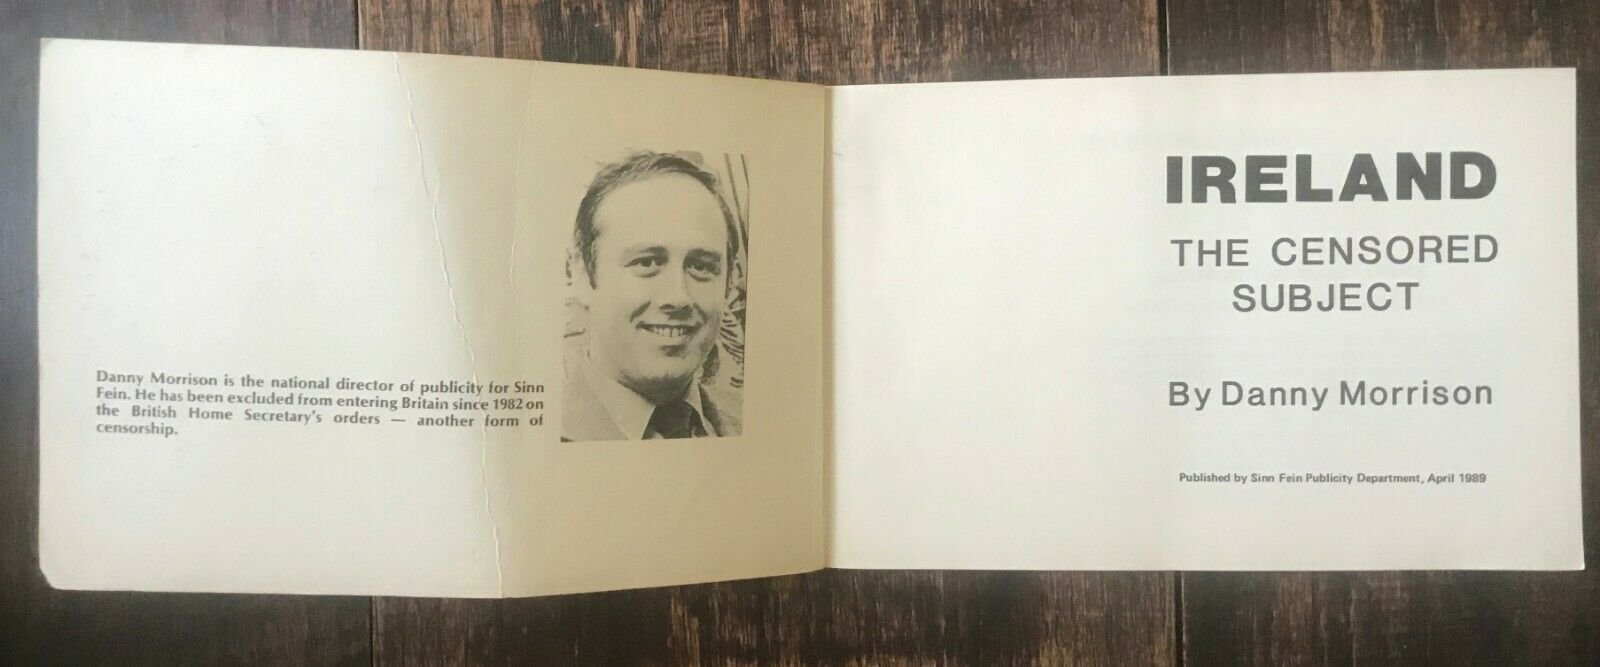 Danny Morrison is the national director of publicity for Sinn
Fein. He has been excluded from entering Britain since 1982 on
the British Home Secretary's orders — another form of
censorship.
IRELAND
THE CENSORED
SUBJECT
By Danny Morrison
Published by Sinn Fein Publicity Department, April 1989